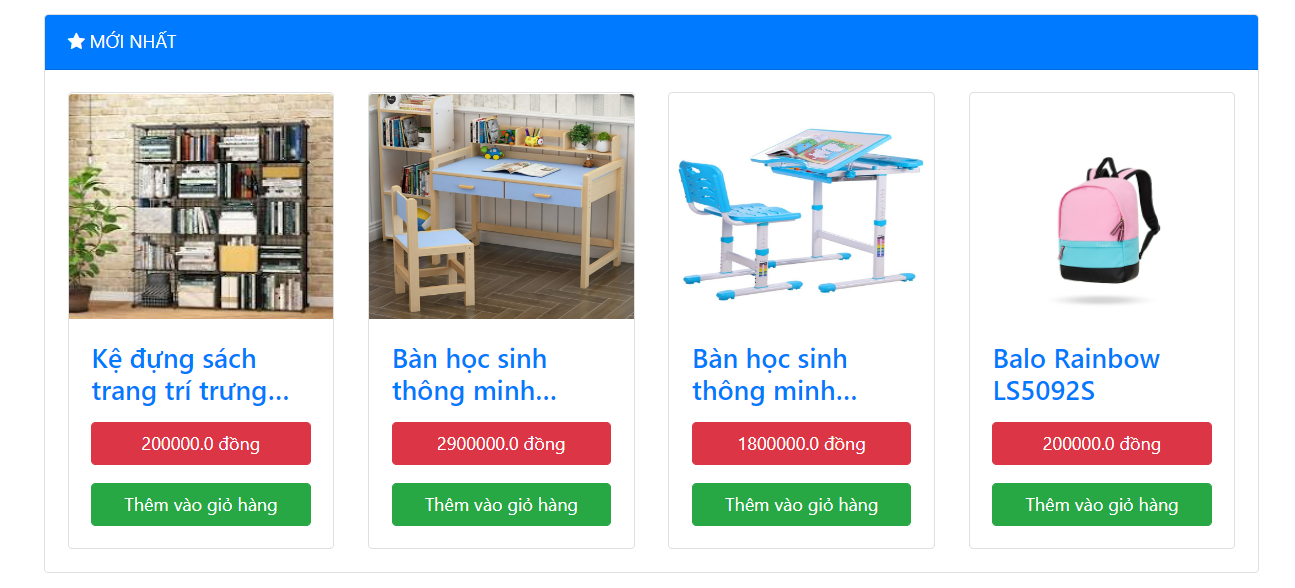 MỚI NHẤT
Kệ đựng sách
trang trí trưng...
200000.0 đồng
Thêm vào giỏ hàng
Bàn học sinh
thông minh...
2900000.0 đồng
Thêm vào giỏ hàng
Bàn học sinh
thông minh...
1800000.0 đồng
Thêm vào giỏ hàng
Balo Rainbow
LS5092S
200000.0 đồng
Thêm vào giỏ hàng